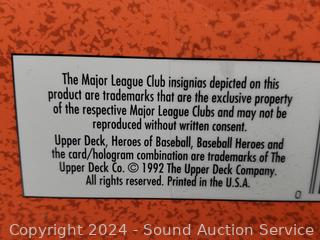 The Major League Club insignias depicted on this
product are trademarks that are the exclusive property
of the respective Major League Clubs and may not be
reproduced without written consent.
Upper Deck, Heroes of Baseball, Baseball Heroes and
the card/hologram combination are trademarks of The
Upper Deck Co. © 1992 The Upper Deck Company.
All rights reserved. Printed in the U.S.A.
0
Copyright 2024 - Sound Auction Service